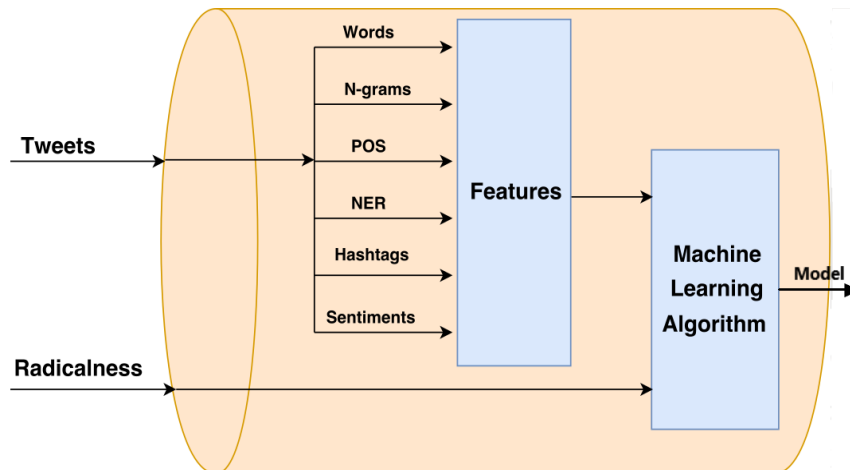 Words
N-grams
Tweets
POS
NER
Features
Hashtags
Sentiments
Machine
Learning
Algorithm
Model
Radicalness